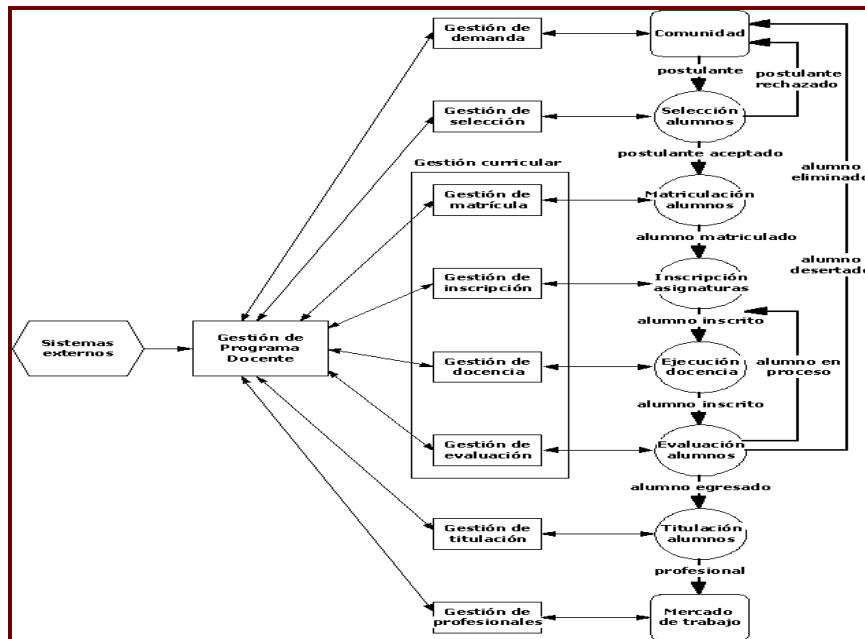 Gestión de
demanda
Comunidad
postulante
postulante
rechazado
Gestión de
selección
Selección
alumnos
postulante aceptado
Gestión curricular
alumno
eliminado
Gestión de
matrícula
Matriculación
alumnos
alumno matriculado
alumno
desertado
Gestión de
inscripción
Inscripción
asignaturas
alumno inscrito
Sistemas
externos
Gestión de
Programa
Docente
Gestión de
docencia
Ejecución
docencia
alumno en
proceso
alumno inscrito
Gestión de
evaluación
Evaluación
alumnos
alumno egresado
Gestión de
titulación
Titulación
alumnos
profesional
Gestión de
profesionales
Mercado
de trabajo